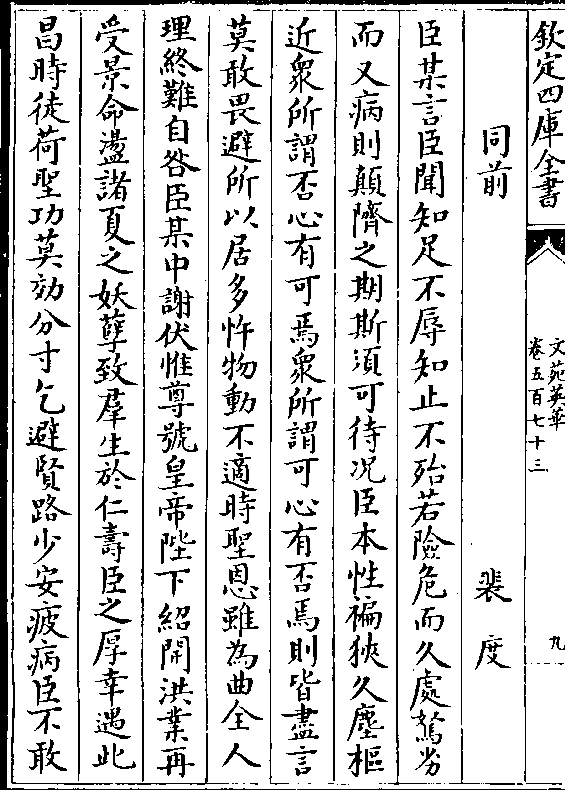 欽定四庫全書
文苑英華
卷五百七十三
九
同前　裴度
臣某言臣聞知足不辱知止不殆若險危而久處駑劣
而又病則顛隮之期斯須可待况臣本性褊狹久塵樞
近衆所謂否心有可焉衆所謂可心有否焉則皆盡言
莫敢畏避所以居多忤物動不適時聖恩雖為曲全人
理終難自咎臣某中謝伏惟尊號皇帝陛下紹開洪業再
受景命盪諸夏之妖孽致羣生於仁壽臣之厚幸遇此
昌時徒荷聖功莫効分寸乞避賢路少安疲病臣不敢